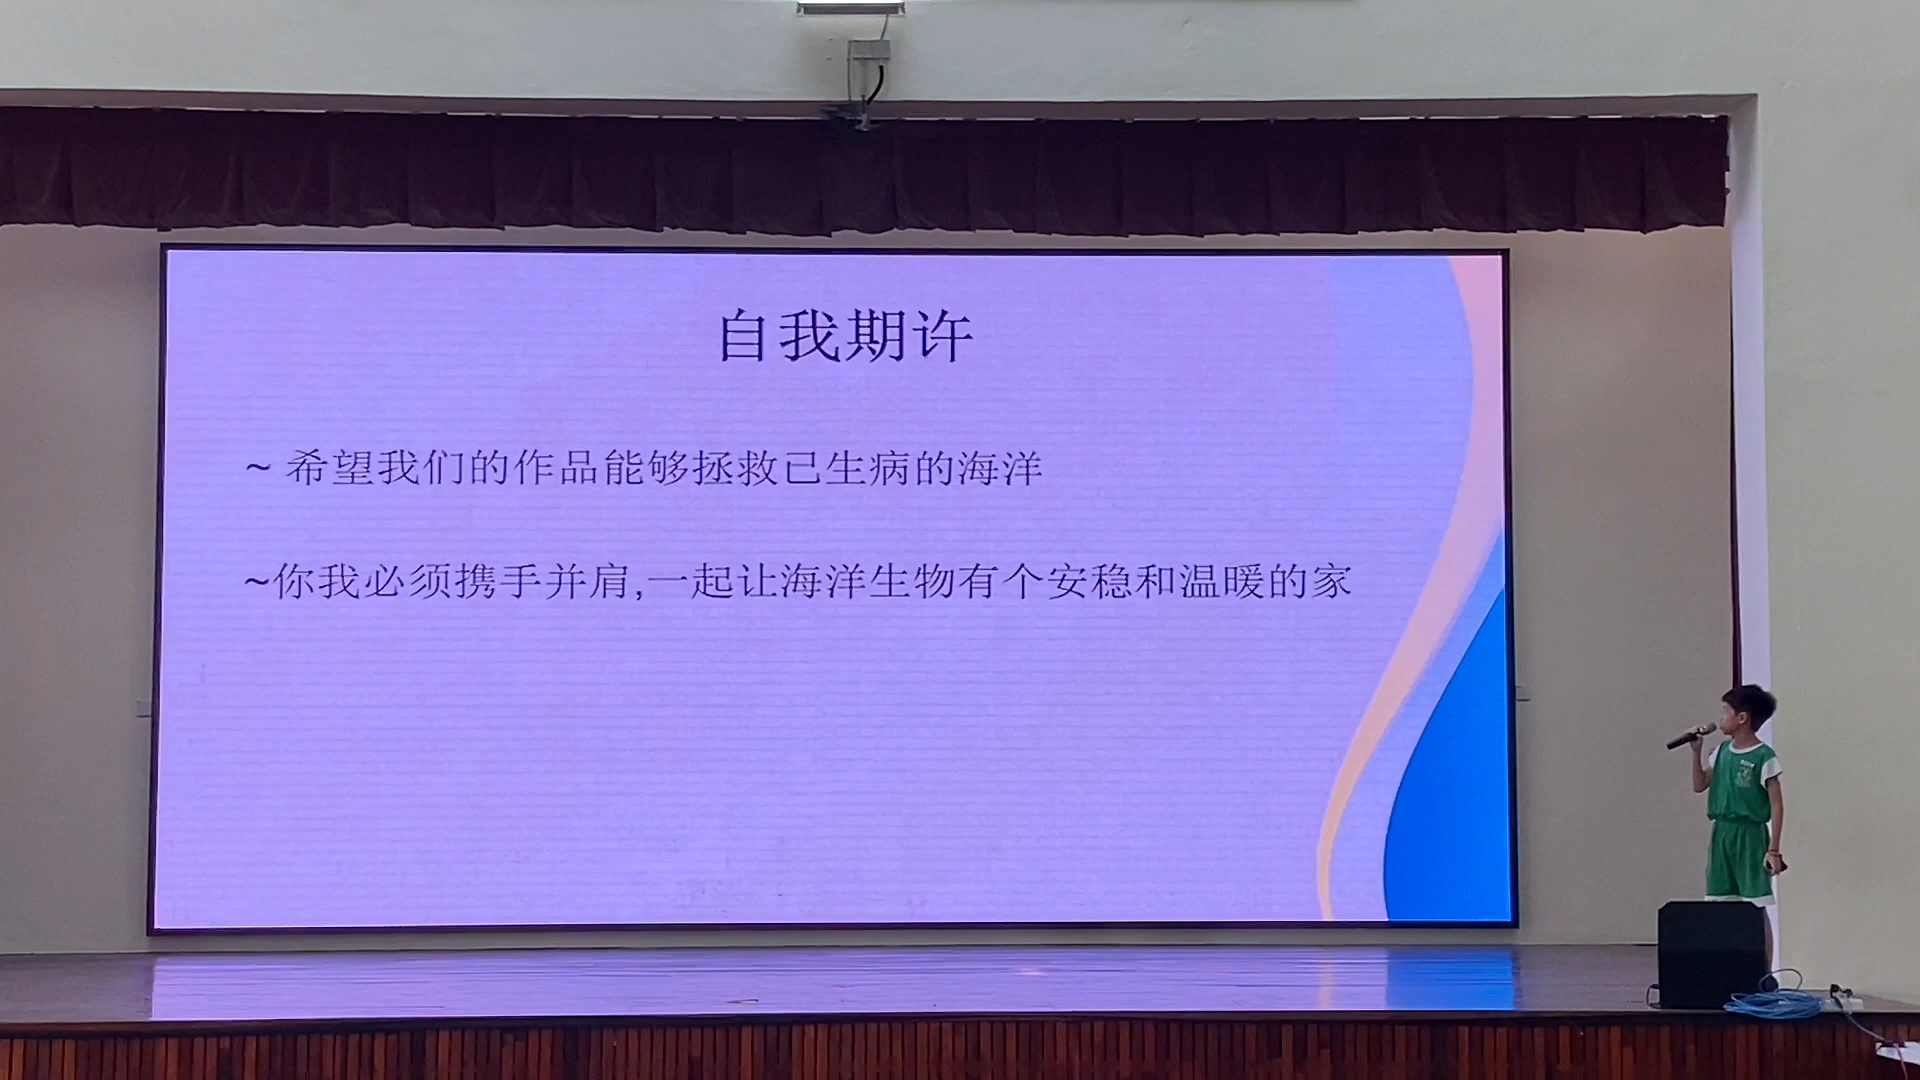 自我期许
~ 希望我们的作品能够拯救已生病的海洋
~你我必须携手并肩,一起让海洋生物有个安稳和温暖的家